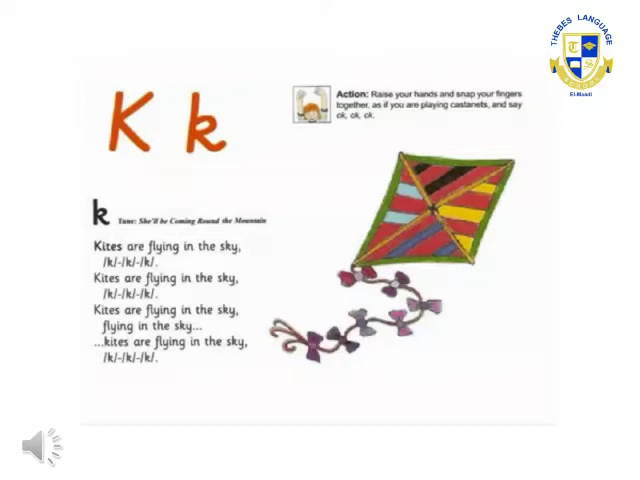 THEBES LANGUAGE
SCHOOL
El-Maadi
K k
Action: Raise your hands and snap your fingers
together, as if you are playing castanets, and say
ck, ck, ck.
k Tune: She'll be Coming Round the Mountain
Kites are flying in the sky,
/k/-/k/-/k/.
Kites are flying in the sky,
/k/-/k/-/k/.
Kites are flying in the sky,
flying in the sky...
...kites are flying in the sky,
/k/-/k/-/k/.